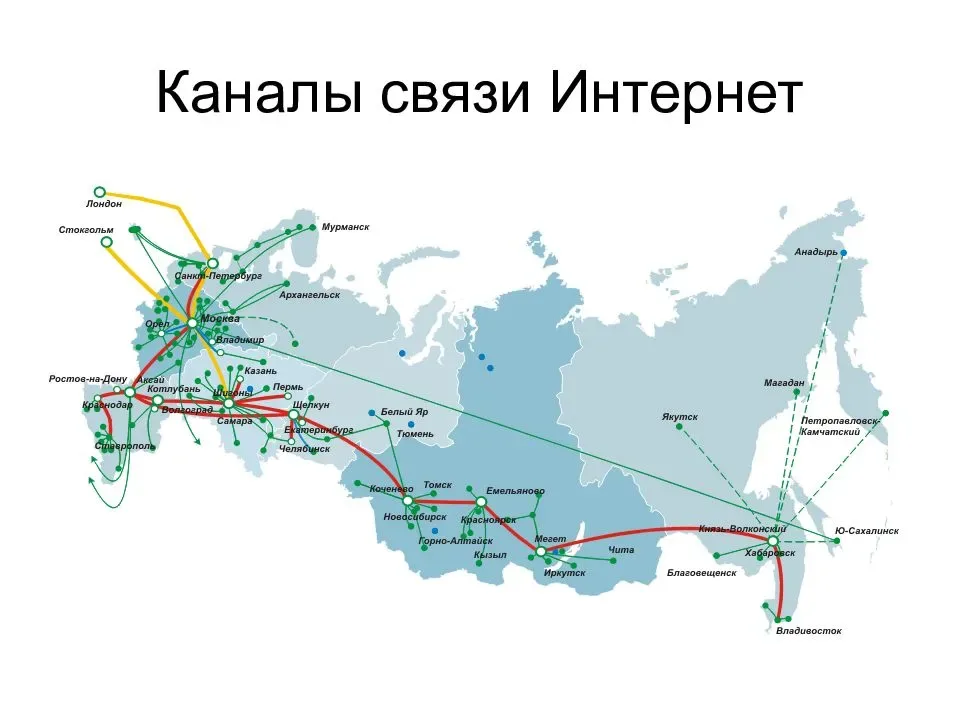 Каналы связи Интернет
Лондон
Стокгольм
Мурманск
Санкт-Петербург
Анадырь
Архангельск
Орел
Москва
Владимир
Казань
Ростов-на-Дону
Аксай
Котлубань
Шигоны
Пермь
Магадан
Краснодар
Волгоград
Щелкун
Белый Яр
Самара
Екатеринбург
Тюмень
Якутск
Петропавловск-
Камчатский
Ставрополь
Челябинск
Коченево
Томск
Емельяново
Новосибирск
Красноярск
Князь-Волконский
Ю-Сахалинск
Горно-Алтайск
Мегет
Кызыл
Чита
Хабаровск
Иркутск
Благовещенск
Владивосток